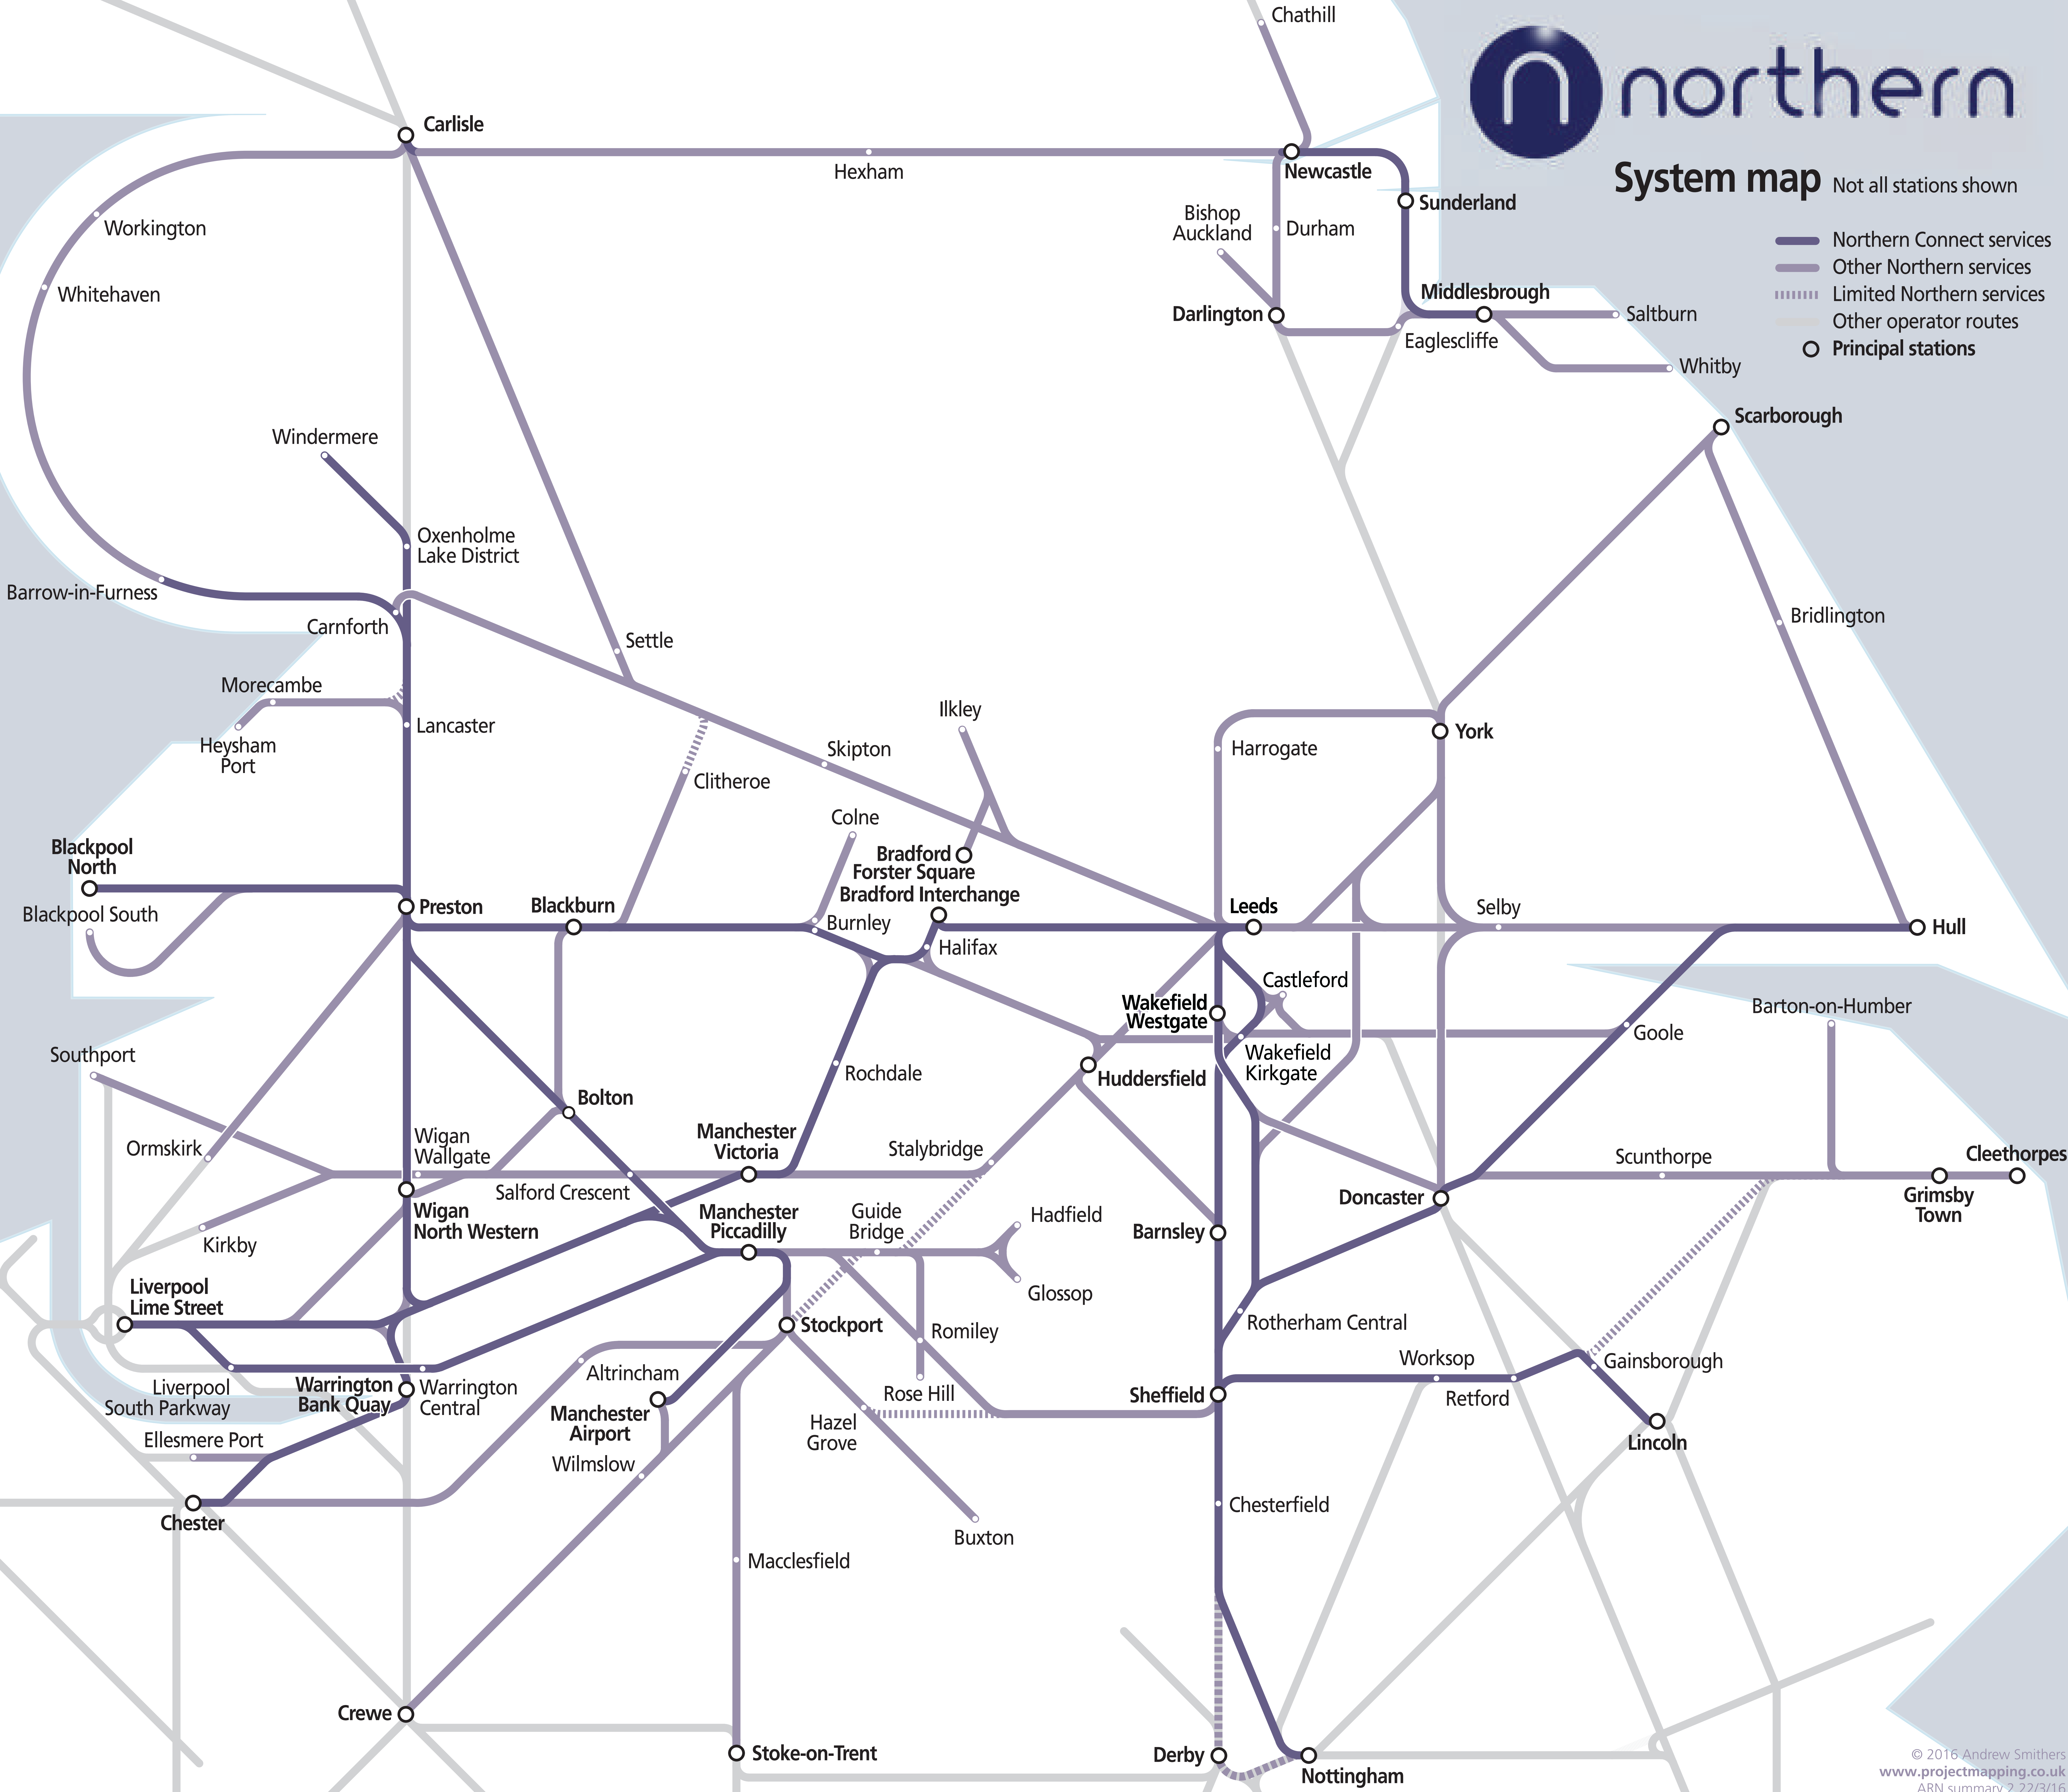 Chathill
northern
Carlisle
Hexham
Newcastle
System map Not all stations shown
Sunderland
Bishop
Auckland
Durham
Workington
Northern Connect services
Other Northern services
Limited Northern services
Other operator routes
Principal stations
Whitehaven
Darlington
Middlesbrough
Saltburn
Eaglescliffe
Whitby
Scarborough
Windermere
Oxenholme
Lake District
Barrow-in-Furness
Carnforth
Settle
Bridlington
Morecambe
Lancaster
Heysham
Port
Ilkley
Skipton
Clitheroe
Harrogate
York
Colne
Blackpool
North
Blackpool South
Preston
Blackburn
Bradford
Forster Square
Bradford Interchange
Burnley
Halifax
Leeds
Selby
Hull
Castleford
Wakefield
Westgate
Barton-on-Humber
Goole
Wakefield
Kirkgate
Southport
Rochdale
Huddersfield
Bolton
Ormskirk
Wigan
Wallgate
Manchester
Victoria
Stalybridge
Salford Crescent
Scunthorpe
Cleethorpes
Doncaster
Grimsby
Town
Wigan
North Western
Manchester
Piccadilly
Guide
Bridge
Hadfield
Barnsley
Kirkby
Glossop
Liverpool
Lime Street
Stockport
Romiley
Rotherham Central
Altrincham
Worksop
Gainsborough
Liverpool
South Parkway
Warrington
Bank Quay
Warrington
Central
Rose Hill
Sheffield
Retford
Manchester
Airport
Hazel
Grove
Lincoln
Ellesmere Port
Wilmslow
Chester
Chesterfield
Buxton
Macclesfield
Crewe
Stoke-on-Trent
Derby
Nottingham
© 2016 Andrew Smithers
www.projectmapping.co.uk
ARN summary 2 22/3/16